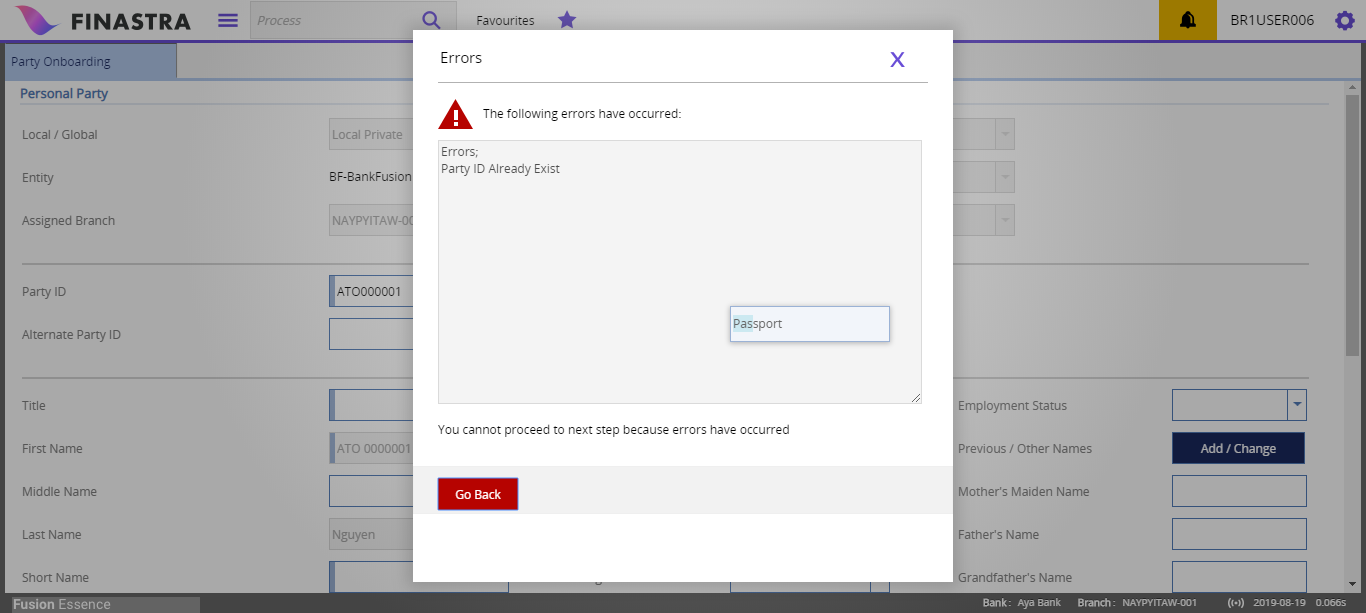 FINASTRA
Process
Favourites
BR1USER006
Party Onboarding
Personal Party
Local / Global
Local Private
Entity
BF-BankFusion
Assigned Branch
NAYPYITAW-00
Party ID
ATO000001
Alternate Party ID
Title
First Name
ATO 0000001
Middle Name
Last Name
Nguyen
Short Name
Errors
X
The following errors have occurred:
Errors;
Party ID Already Exist
Passport
You cannot proceed to next step because errors have occurred
Go Back
Employment Status
Previous / Other Names
Add / Change
Mother's Maiden Name
Father's Name
Grandfather's Name
Fusion Essence
Bank : Aya Bank Branch : NAYPYITAW-001 2019-08-19 0.066s